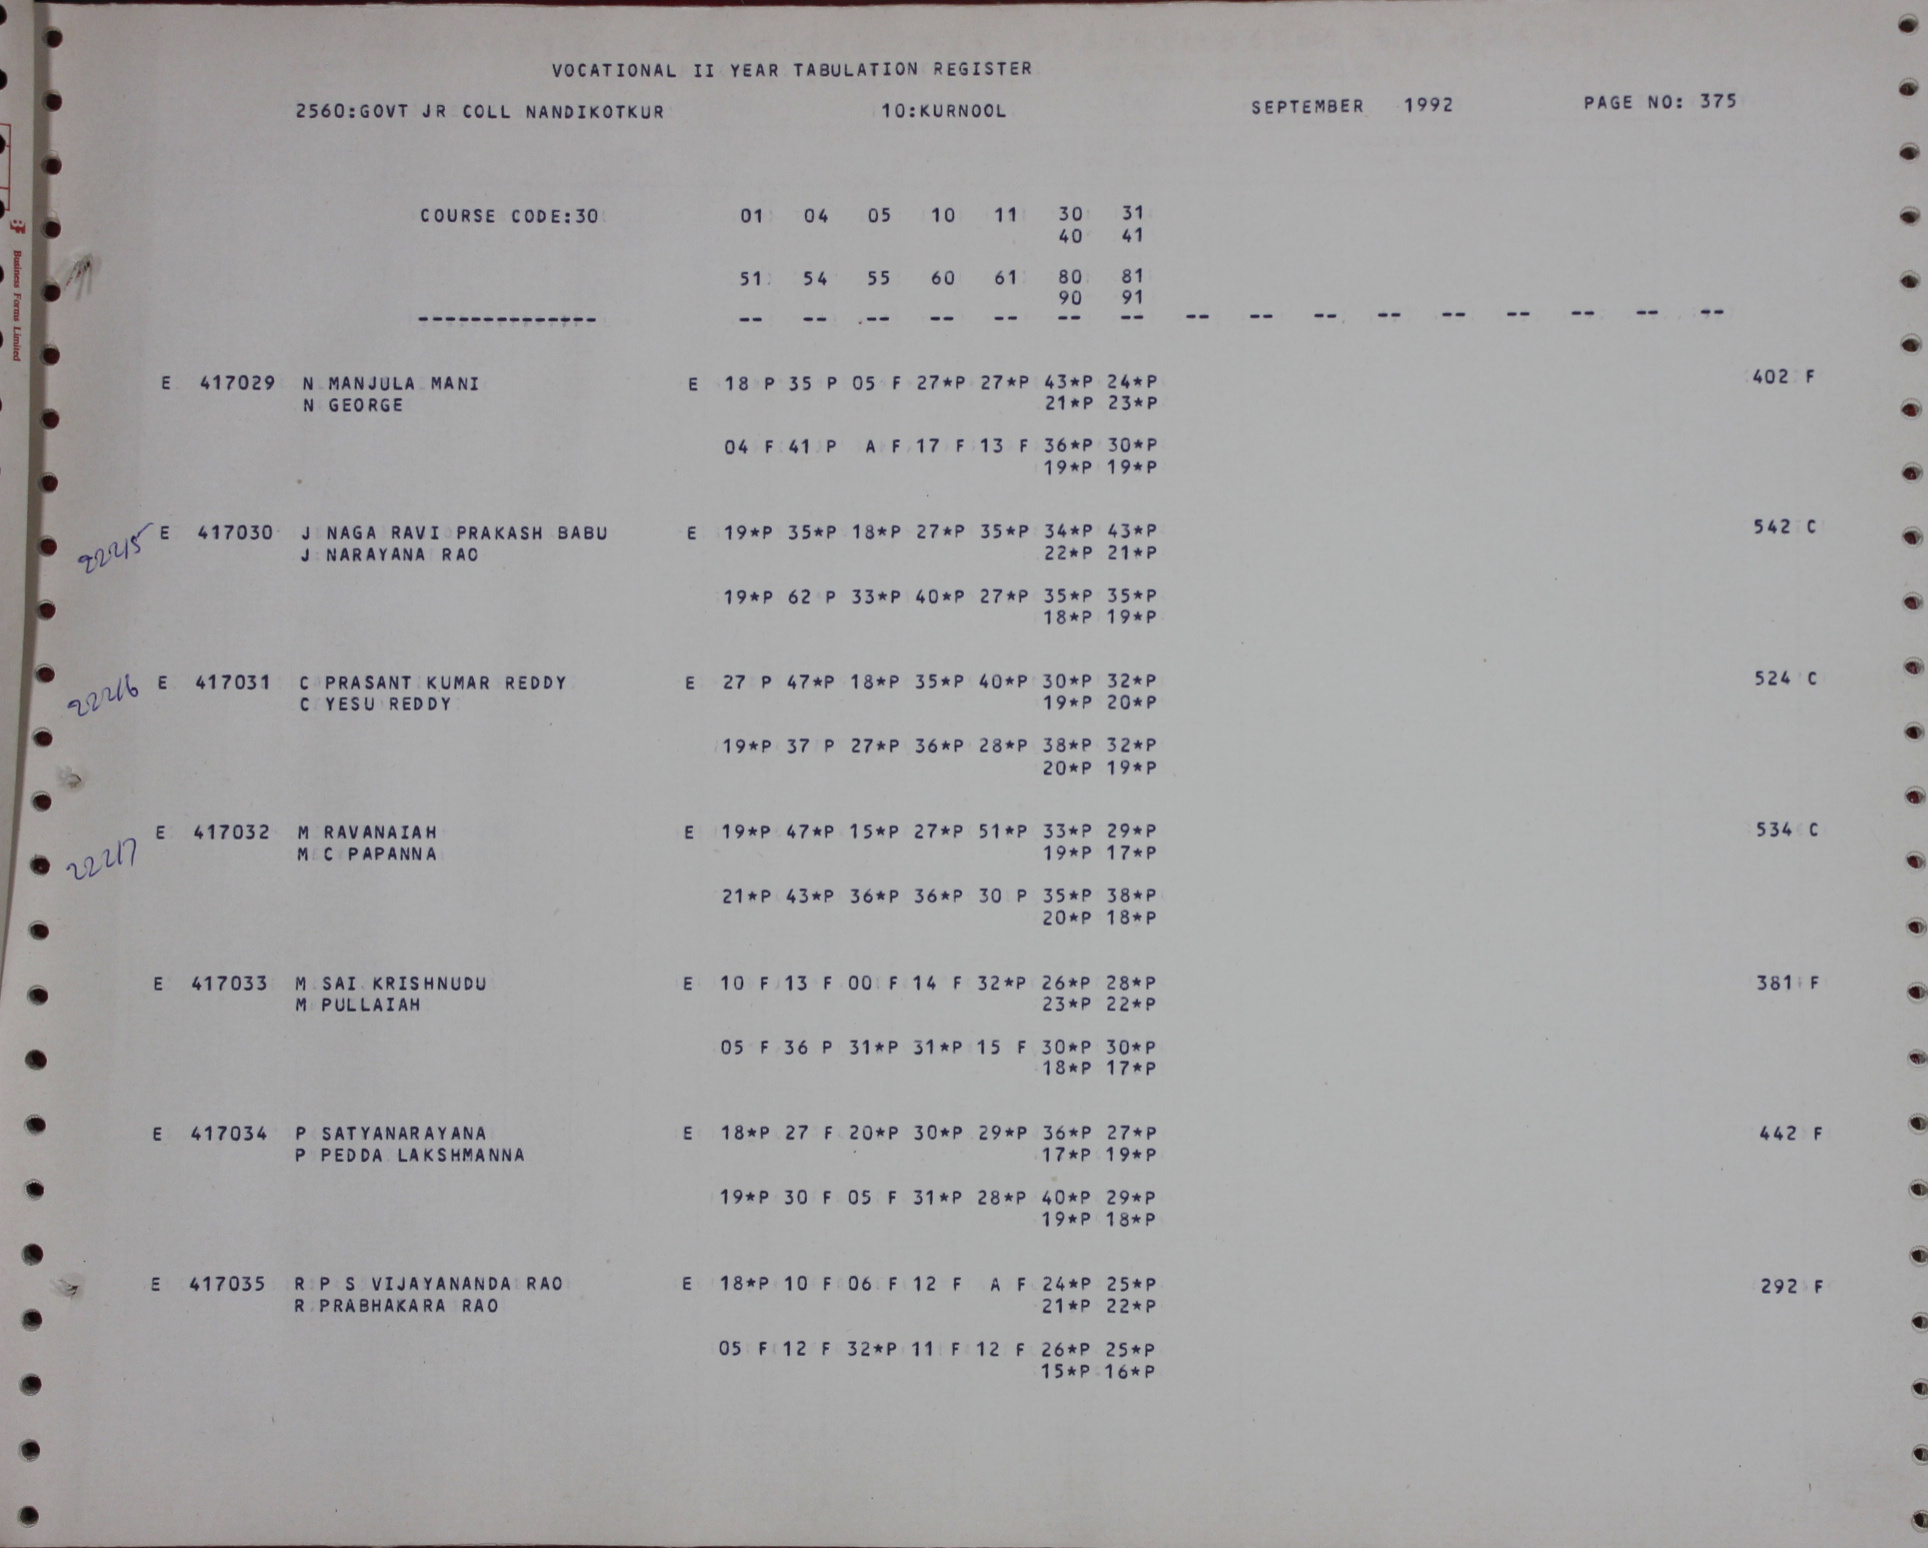 VOCATIONAL II YEAR TABULATION REGISTER
2560:GOVT JR COLL NANDIKOTKUR 10:KURNOOL SEPTEMBER 1992 PAGE NO: 375
Business Forms Limited
COURSE CODE:30 01 04 05 10 11 30 31
40 41
51 54 55 60 61 80 81
90 91
-------------- -- -- -- -- -- -- -- -- -- -- -- -- -- -- -- --
E 417029 N MANJULA MANI E 18 P 35 P 05 F 27*P 27*P 43*P 24*P 402 F
N GEORGE 21*P 23*P
04 F 41 P A F 17 F 13 F 36*P 30*P
19*P 19*P
22215 E 417030 J NAGA RAVI PRAKASH BABU E 19*P 35*P 18*P 27*P 35*P 34*P 43*P 542 C
J NARAYANA RAO 22*P 21*P
19*P 62 P 33*P 40*P 27*P 35*P 35*P
18*P 19*P
22216 E 417031 C PRASANT KUMAR REDDY E 27 P 47*P 18*P 35*P 40*P 30*P 32*P 524 C
C YESU REDDY 19*P 20*P
19*P 37 P 27*P 36*P 28*P 38*P 32*P
20*P 19*P
22217 E 417032 M RAVANAIAH E 19*P 47*P 15*P 27*P 51*P 33*P 29*P 534 C
M C PAPANNA 19*P 17*P
21*P 43*P 36*P 36*P 30 P 35*P 38*P
20*P 18*P
E 417033 M SAI KRISHNUDU E 10 F 13 F 00 F 14 F 32*P 26*P 28*P 381 F
M PULLAIAH 23*P 22*P
05 F 36 P 31*P 31*P 15 F 30*P 30*P
18*P 17*P
E 417034 P SATYANARAYANA E 18*P 27 F 20*P 30*P 29*P 36*P 27*P 442 F
P PEDDA LAKSHMANNA 17*P 19*P
19*P 30 F 05 F 31*P 28*P 40*P 29*P
19*P 18*P
E 417035 R P S VIJAYANANDA RAO E 18*P 10 F 06 F 12 F A F 24*P 25*P 292 F
R PRABHAKARA RAO 21*P 22*P
05 F 12 F 32*P 11 F 12 F 26*P 25*P
15*P 16*P